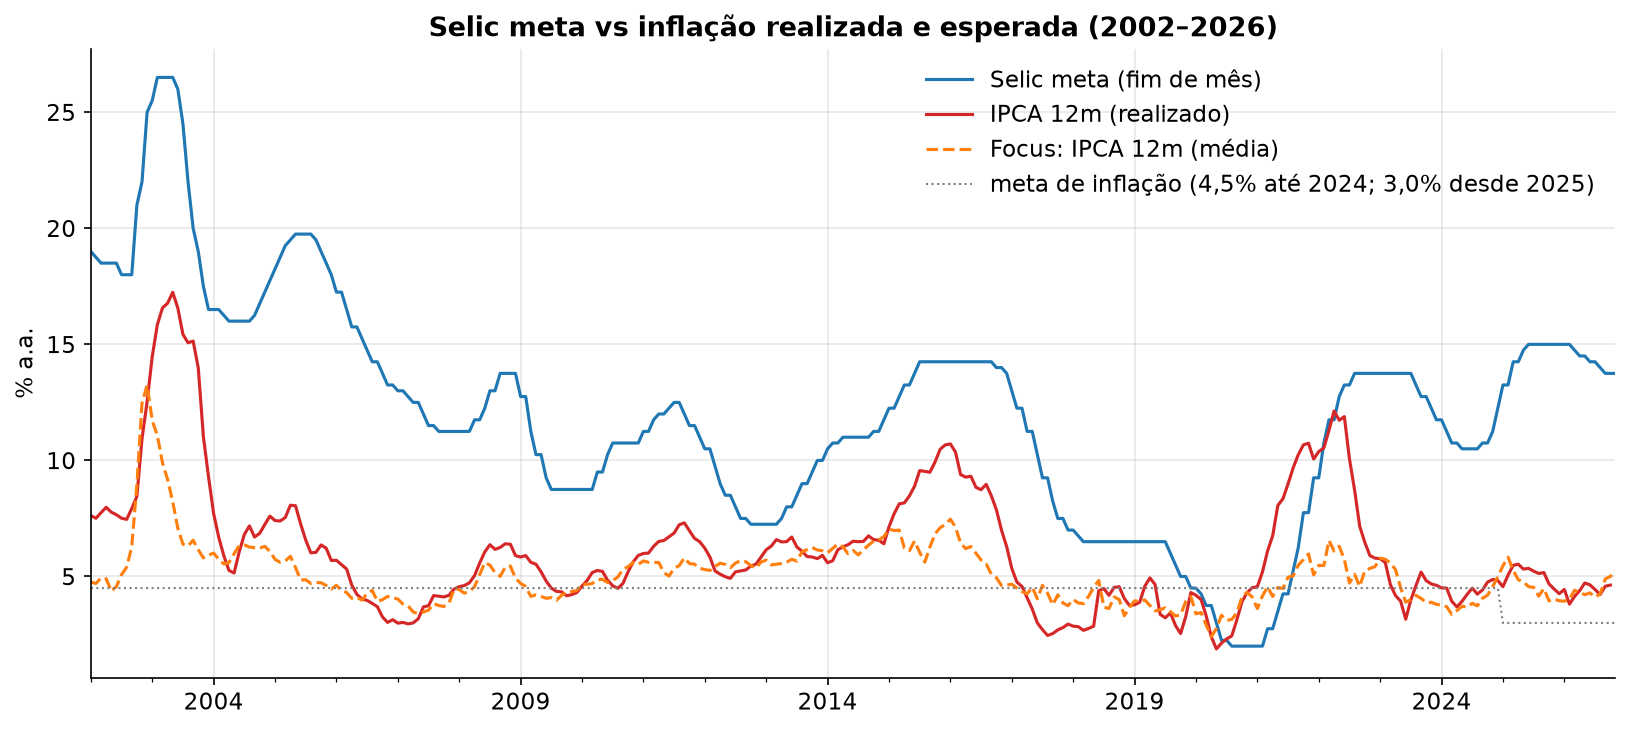 Selic meta vs inflação realizada e esperada (2002–2026)
Selic meta (fim de mês)
IPCA 12m (realizado)
Focus: IPCA 12m (média)
meta de inflação (4,5% até 2024; 3,0% desde 2025)
% a.a.
25
20
15
10
5
2004 2009 2014 2019 2024